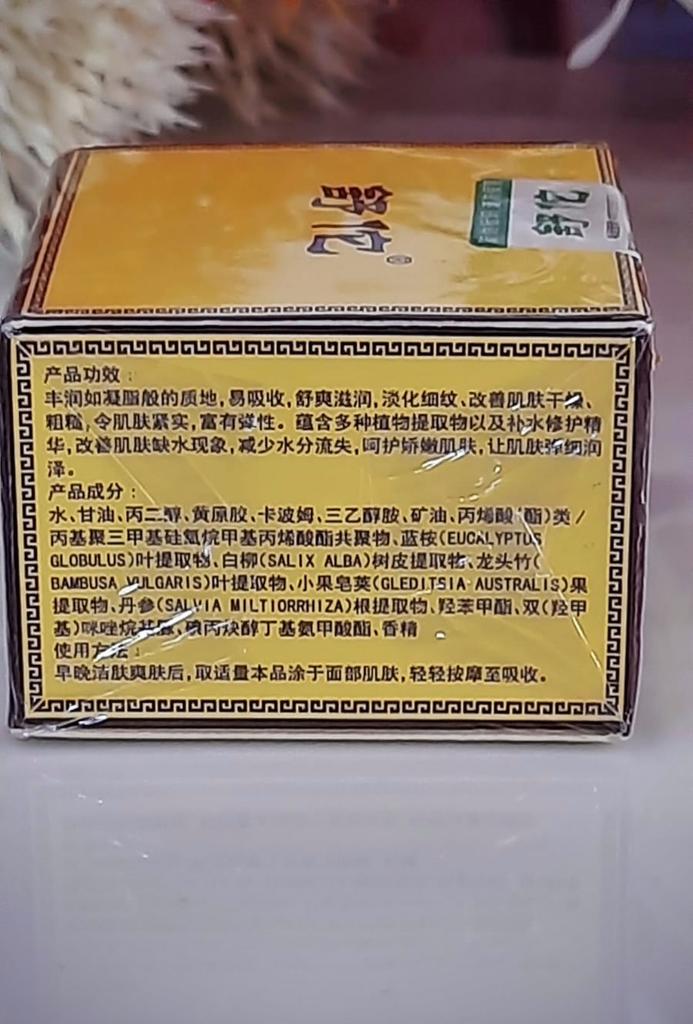 舒忆®
产品功效:
丰润如凝脂般的质地,易吸收,舒爽滋润,淡化细纹、改善肌肤干燥、
粗糙,令肌肤紧实,富有弹性。蕴含多种植物提取物以及补水修护精
华,改善肌肤缺水现象,减少水分流失,呵护娇嫩肌肤,让肌肤弹润
泽。
产品成分:
水、甘油、丙二醇、黄原胶、卡波姆、三乙醇胺、矿油、丙烯酸(酯)类/
丙基聚三甲基硅氧烷甲基丙烯酸酯共聚物、蓝桉(EUCALYPTUS
GLOBULUS)叶提取物、白柳(SALIX ALBA)树皮提取物、龙头竹(
BAMBUSA VULGARIS)叶提取物、小果皂荚(GLEDITSIA AUSTRALIS)果
提取物、丹参(SALVIA MILTIORRHIZA)根提取物、羟苯甲酯、双(羟甲
基)咪唑烷基脲、碘丙炔醇丁基氨甲酸酯、香精
使用方法:
早晚洁肤爽肤后,取适量本品涂于面部肌肤,轻轻按摩至吸收。